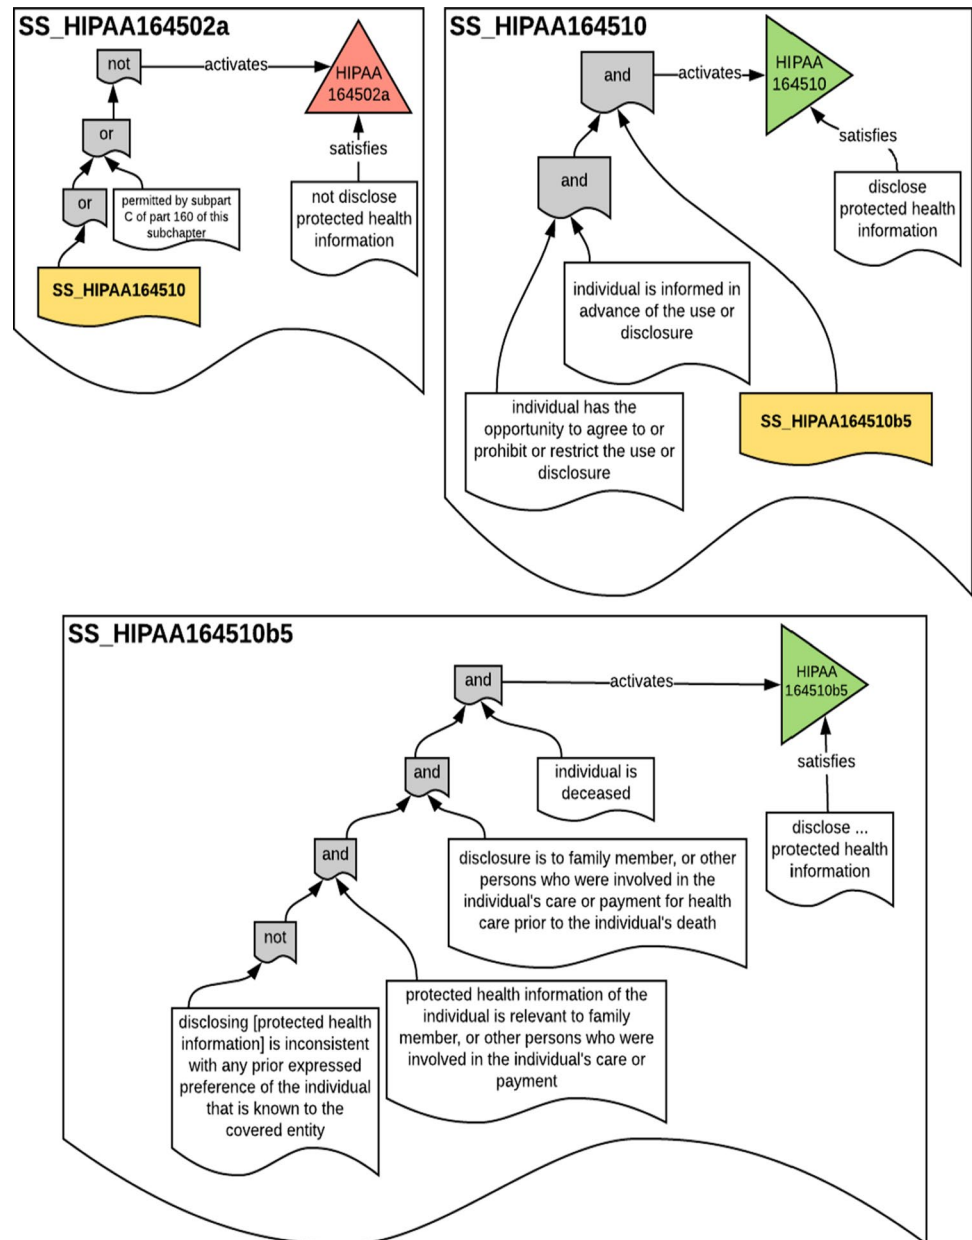 SS_HIPAA164502a
not
activates
HIPAA
164502a
or
satisfies
or
permitted by subpart
C of part 160 of this
subchapter
not disclose
protected health
information
SS_HIPAA164510
SS_HIPAA164510
and
activates
HIPAA
164510
satisfies
and
disclose
protected health
information
individual is informed in
advance of the use or
disclosure
individual has the
opportunity to agree to or
prohibit or restrict the use or
disclosure
SS_HIPAA164510b5
SS_HIPAA164510b5
and
activates
HIPAA
164510b5
satisfies
and
individual is
deceased
disclose ...
protected health
information
and
disclosure is to family member, or other
persons who were involved in the
individual's care or payment for health
care prior to the individual's death
not
protected health information of the
individual is relevant to family
member, or other persons who were
involved in the individual's care or
payment
disclosing [protected health
information] is inconsistent
with any prior expressed
preference of the individual
that is known to the
covered entity